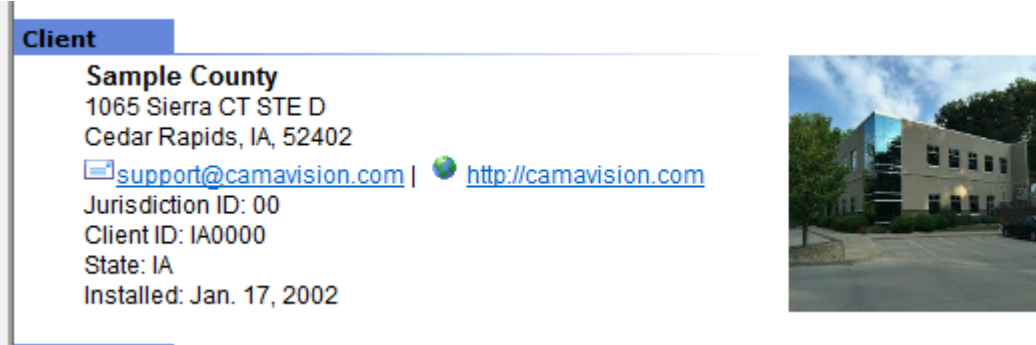 Client
Sample County
1065 Sierra CT STE D
Cedar Rapids, IA, 52402
support@camavision.com | http://camavision.com
Jurisdiction ID: 00
Client ID: IA0000
State: IA
Installed: Jan. 17, 2002